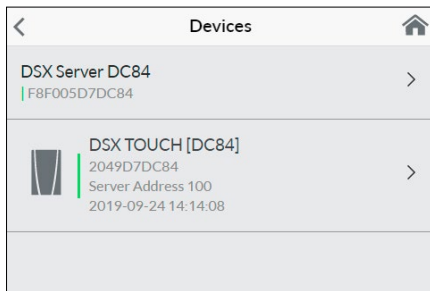 Devices
DSX Server DC84
F8F005D7DC84
DSX TOUCH [DC84]
2049D7DC84
Server Address 100
2019-09-24 14:14:08